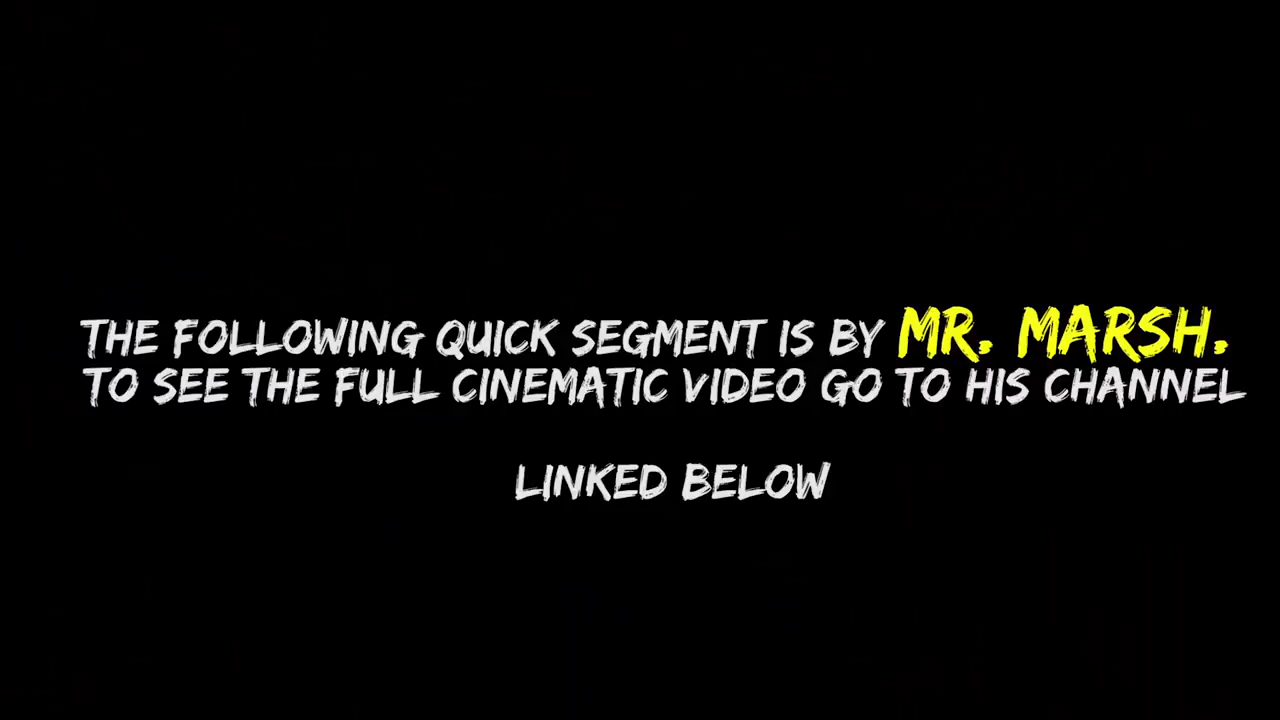 THE FOLLOWING QUICK SEGMENT IS BY MR. MARSH.
TO SEE THE FULL CINEMATIC VIDEO GO TO HIS CHANNEL
LINKED BELOW